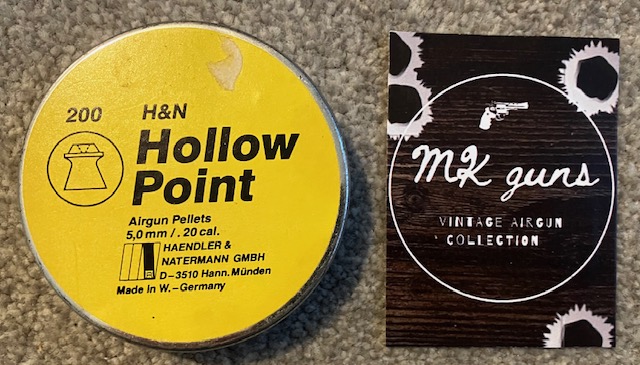 200 H&N
Hollow
Point
Airgun Pellets
5,0 mm / .20 cal.
HAENDLER &
NATERMANN GMBH
D-3510 Hann. Münden
Made in W.-Germany
MK guns
VINTAGE AIRGUN
COLLECTION